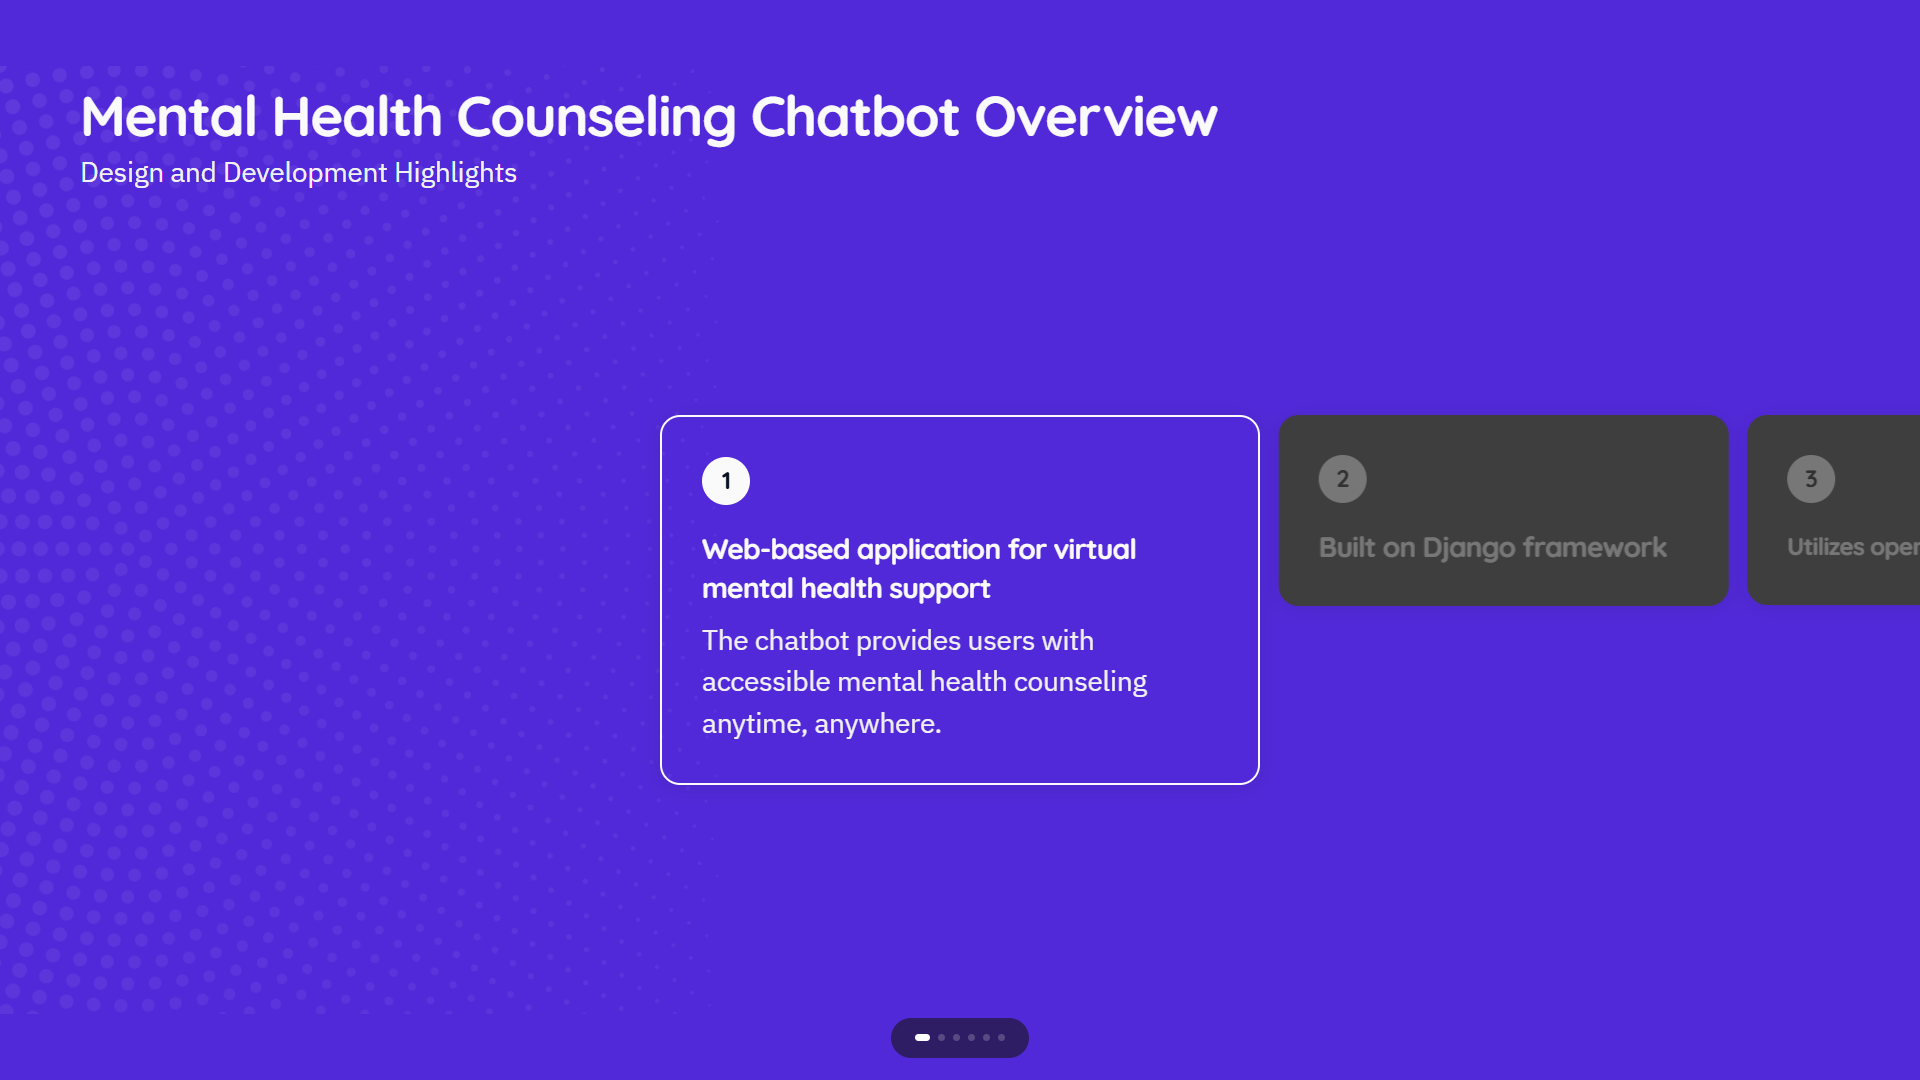 Mental Health Counseling Chatbot Overview
Design and Development Highlights
1
Web-based application for virtual
mental health support
The chatbot provides users with
accessible mental health counseling
anytime, anywhere.
2
Built on Django framework
3
Utilizes